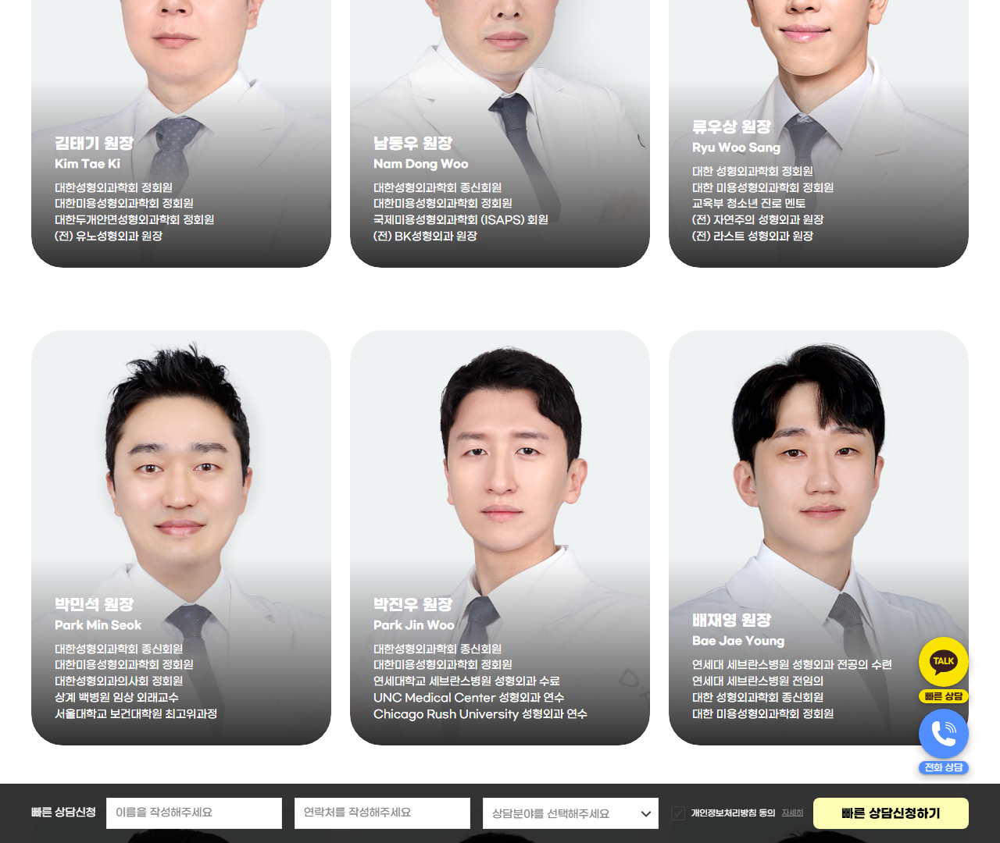 김태기 원장
Kim Tae Ki
대한성형외과학회 정회원
대한미용성형외과학회 정회원
대한두개안면성형외과학회 정회원
(전) 유노성형외과 원장
남동우 원장
Nam Dong Woo
대한성형외과학회 종신회원
대한미용성형외과학회 정회원
국제미용성형외과학회 (ISAPS) 회원
(전) BK성형외과 원장
류우상 원장
Ryu Woo Sang
대한 성형외과학회 정회원
대한 미용성형외과학회 정회원
교육부 청소년 진로 멘토
(전) 자연주의 성형외과 원장
(전) 라스트 성형외과 원장
박민석 원장
Park Min Seok
대한성형외과학회 종신회원
대한미용성형외과학회 정회원
대한성형외과의사회 정회원
상계 백병원 임상 외래교수
서울대학교 보건대학원 최고위과정
박진우 원장
Park Jin Woo
대한성형외과학회 종신회원
대한미용성형외과학회 정회원
연세대학교 세브란스병원 성형외과 수료
UNC Medical Center 성형외과 연수
Chicago Rush University 성형외과 연수
배재영 원장
Bae Jae Young
연세대 세브란스병원 성형외과 전공의 수련
연세대 세브란스병원 전임의
대한 성형외과학회 종신회원
대한 미용성형외과학회 정회원
TALK
빠른 상담
전화 상담
빠른 상담신청
이름을 작성해주세요
연락처를 작성해주세요
상담분야를 선택해주세요
개인정보처리방침 동의
자세히
빠른 상담신청하기